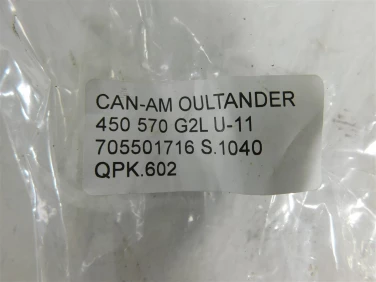 CAN-AM OULTANDER
450 570 G2L U-11
705501716 S.1040
QPK.602